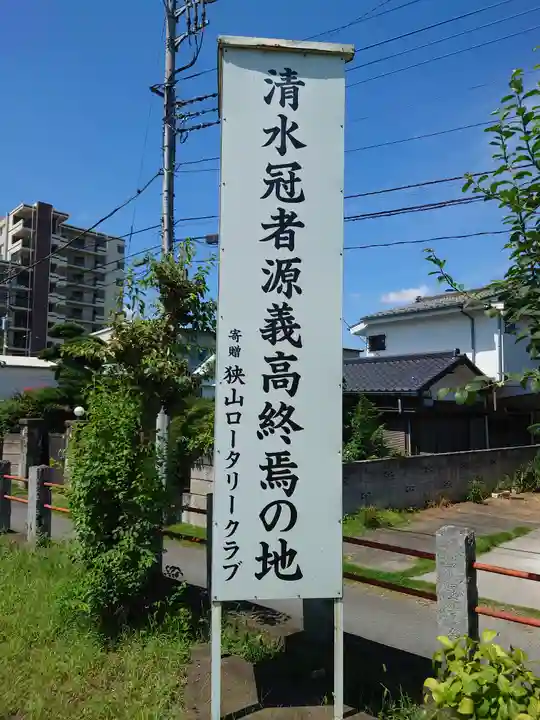 清水冠者源義高終焉の地
寄贈 狭山ロータリークラブ